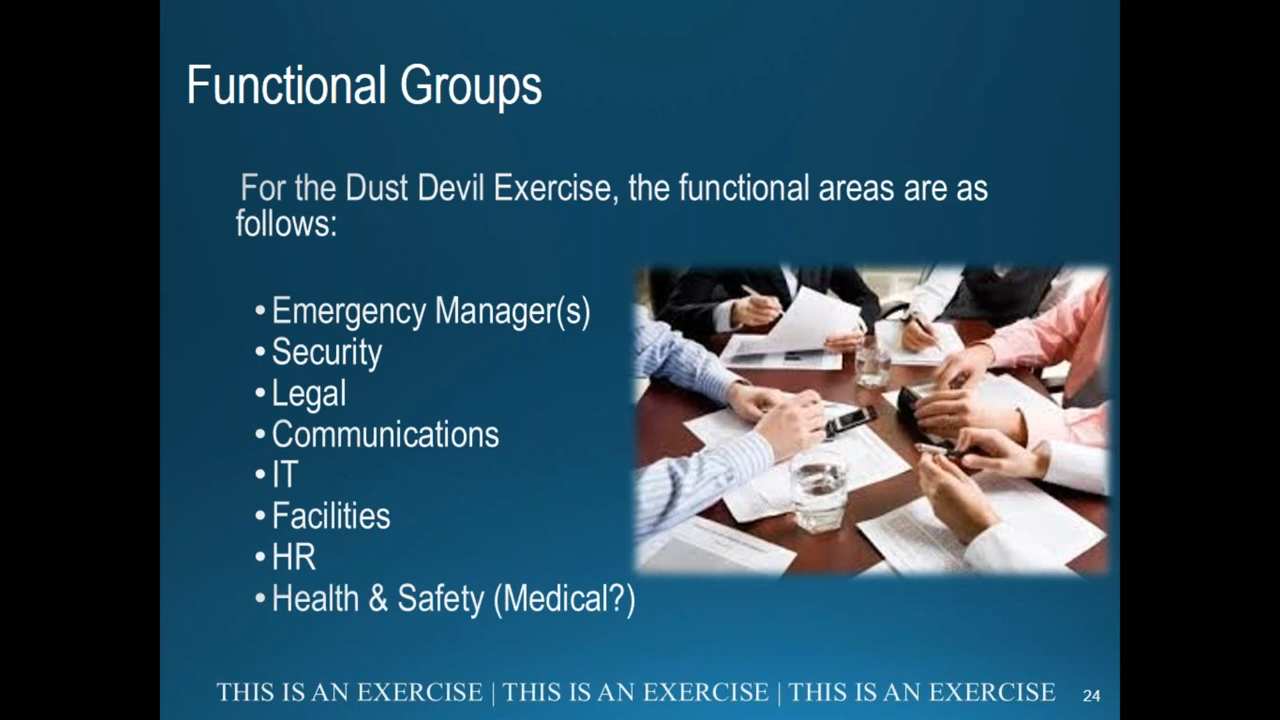 Functional Groups
For the Dust Devil Exercise, the functional areas are as
follows:
• Emergency Manager(s)
• Security
• Legal
• Communications
• IT
• Facilities
• HR
• Health & Safety (Medical?)
THIS IS AN EXERCISE | THIS IS AN EXERCISE | THIS IS AN EXERCISE 24